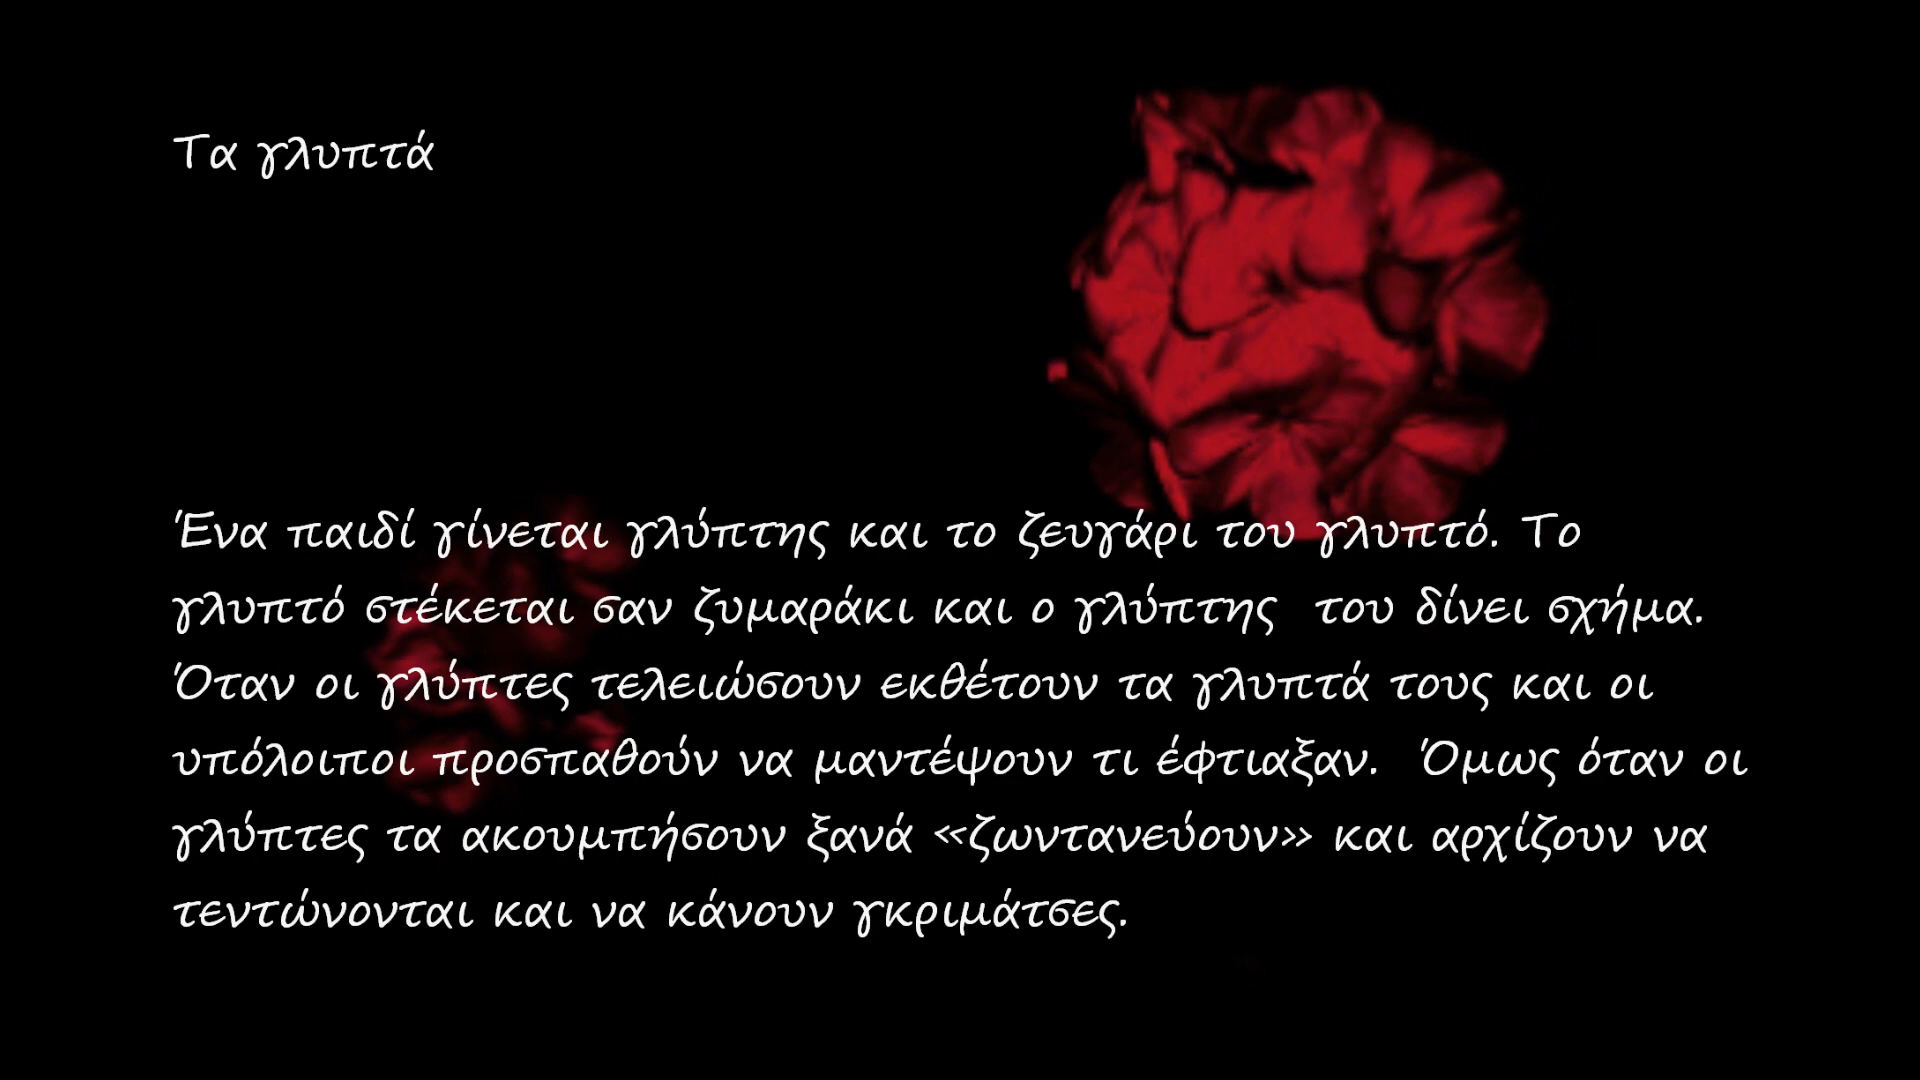 Τα γλυπτά
Ένα παιδί γίνεται γλύπτης και το ζευγάρι του γλυπτό. Το
γλυπτό στέκεται σαν ζυμαράκι και ο γλύπτης  του δίνει σχήμα.
Όταν οι γλύπτες τελειώσουν εκθέτουν τα γλυπτά τους και οι
υπόλοιποι προσπαθούν να μαντέψουν τι έφτιαξαν.  Όμως όταν οι
γλύπτες τα ακουμπήσουν ξανά «ζωντανεύουν» και αρχίζουν να
τεντώνονται και να κάνουν γκριμάτσες.